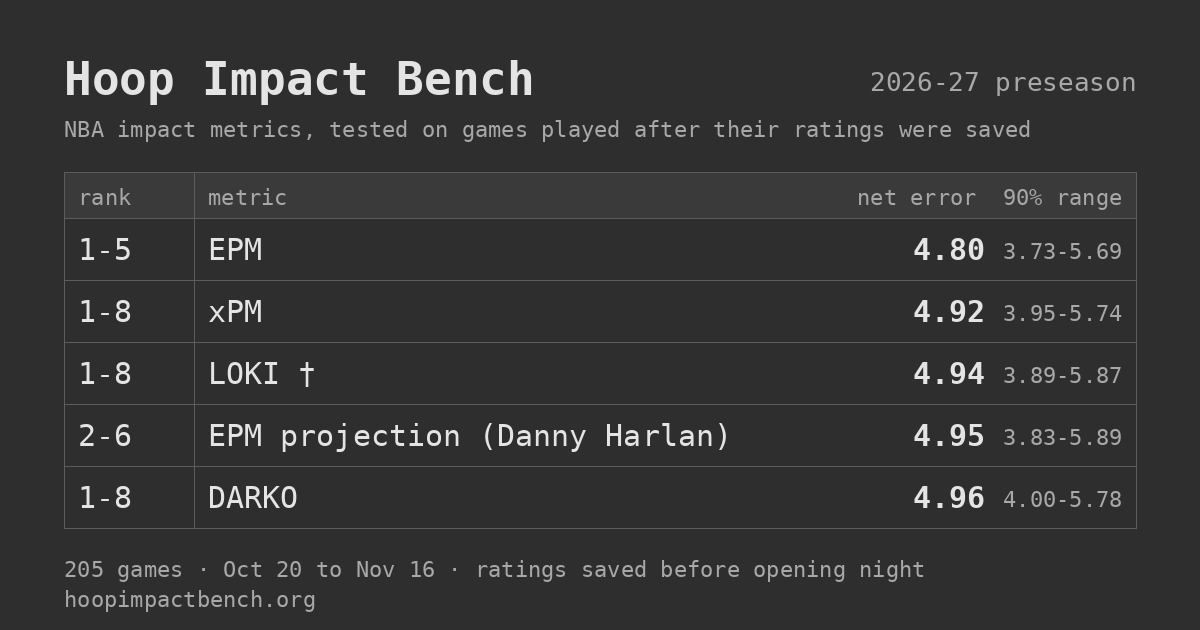 Hoop Impact Bench 2026-27 preseason
NBA impact metrics, tested on games played after their ratings were saved
rank metric net error 90% range
1-5 EPM 4.80 3.73-5.69
1-8 xPM 4.92 3.95-5.74
1-8 LOKI † 4.94 3.89-5.87
2-6 EPM projection (Danny Harlan) 4.95 3.83-5.89
1-8 DARKO 4.96 4.00-5.78
205 games · Oct 20 to Nov 16 · ratings saved before opening night
hoopimpactbench.org